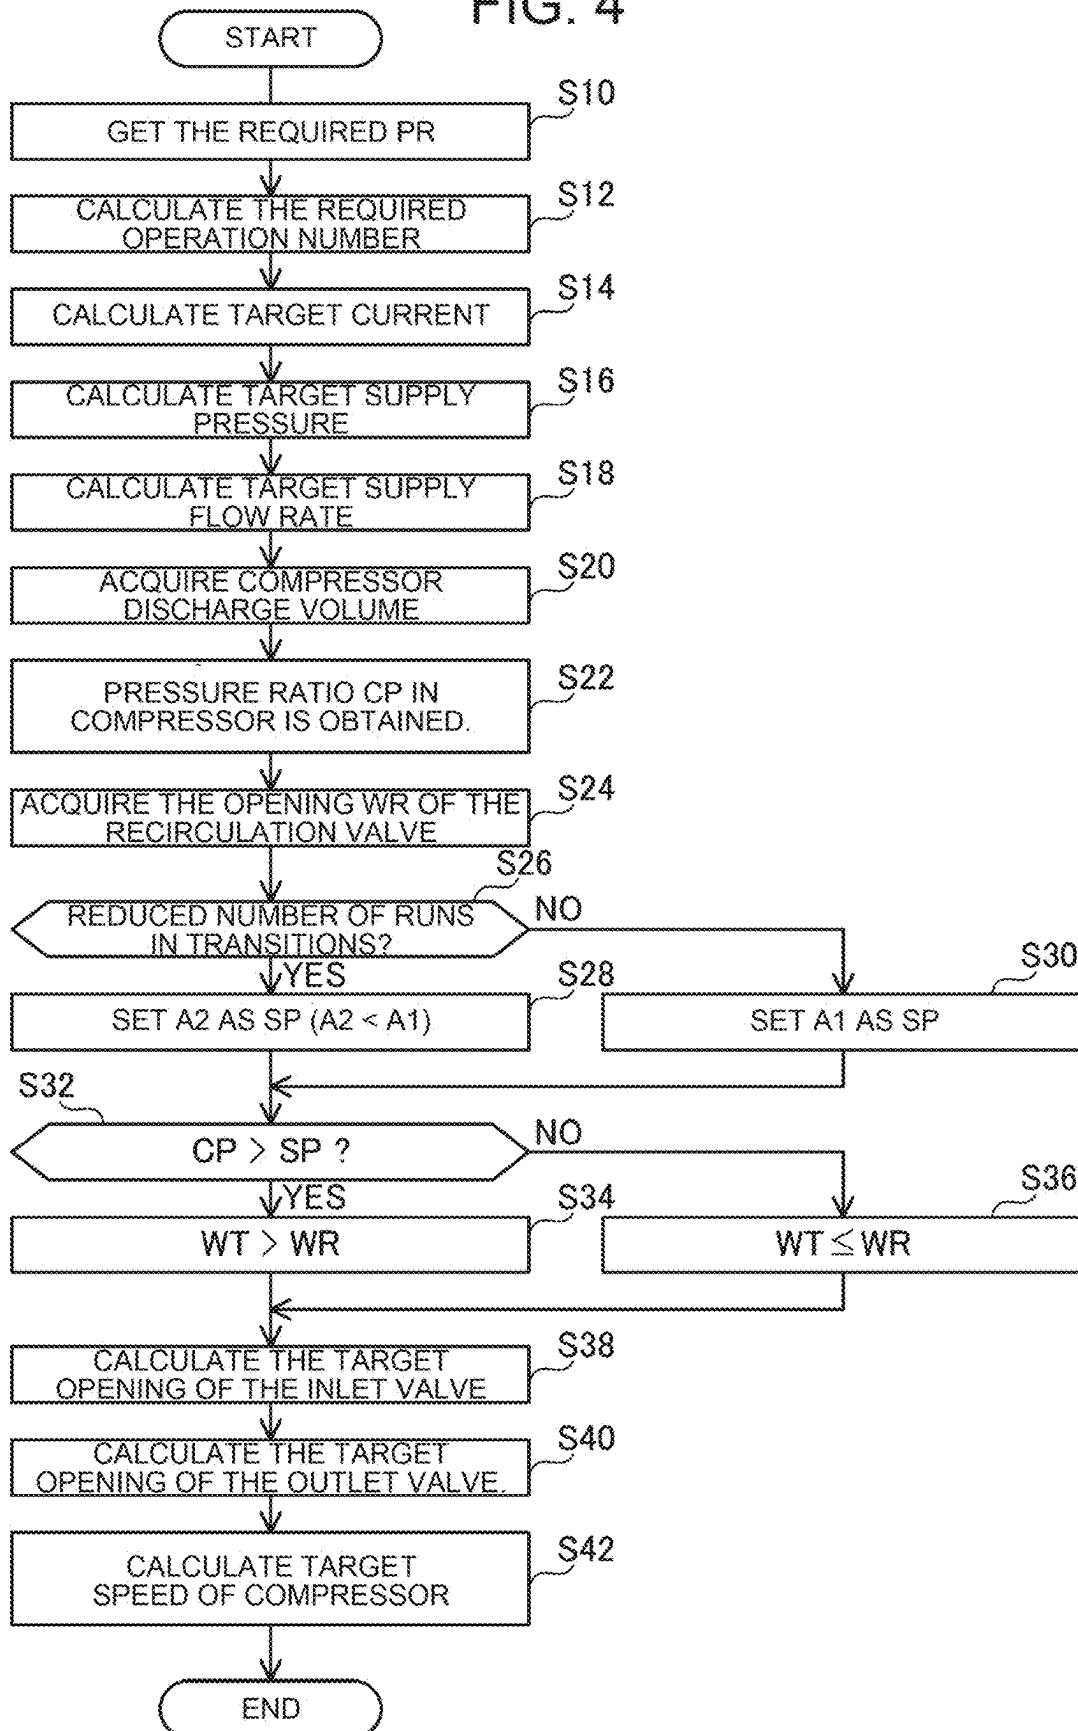 FIG. 4
START
S10
GET THE REQUIRED PR
S12
CALCULATE THE REQUIRED
OPERATION NUMBER
S14
CALCULATE TARGET CURRENT
S16
CALCULATE TARGET SUPPLY
PRESSURE
S18
CALCULATE TARGET SUPPLY
FLOW RATE
S20
ACQUIRE COMPRESSOR
DISCHARGE VOLUME
S22
PRESSURE RATIO CP IN
COMPRESSOR IS OBTAINED.
S24
ACQUIRE THE OPENING WR OF THE
RECIRCULATION VALVE
S26
REDUCED NUMBER OF RUNS
IN TRANSITIONS?
NO
YES
S28
SET A2 AS SP (A2 < A1)
S30
SET A1 AS SP
S32
CP > SP ?
NO
YES
S34
WT > WR
S36
WT ≤ WR
S38
CALCULATE THE TARGET
OPENING OF THE INLET VALVE
S40
CALCULATE THE TARGET
OPENING OF THE OUTLET VALVE.
S42
CALCULATE TARGET
SPEED OF COMPRESSOR
END